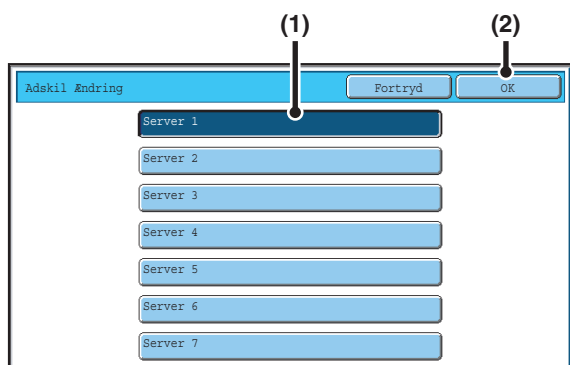 (1) (2)
Adskil Ændring Fortryd OK
Server 1
Server 2
Server 3
Server 4
Server 5
Server 6
Server 7